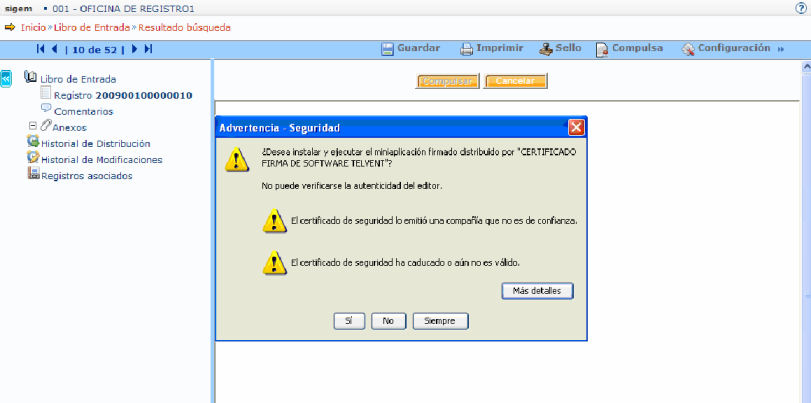 sigem • 001 - OFICINA DE REGISTRO1
Inicio»Libro de Entrada»Resultado búsqueda
| 10 de 52 |
Guardar Imprimir Sello Compulsa Configuración »
Libro de Entrada
Registro 200900100000010
Comentarios
Anexos
Historial de Distribución
Historial de Modificaciones
Registros asociados
Compulsar Cancelar
Advertencia - Seguridad
¿Desea instalar y ejecutar el miniaplicación firmado distribuido por "CERTIFICADO
FIRMA DE SOFTWARE TELVENT"?
No puede verificarse la autenticidad del editor.
El certificado de seguridad lo emitió una compañía que no es de confianza.
El certificado de seguridad ha caducado o aún no es válido.
Más detalles
Sí No Siempre